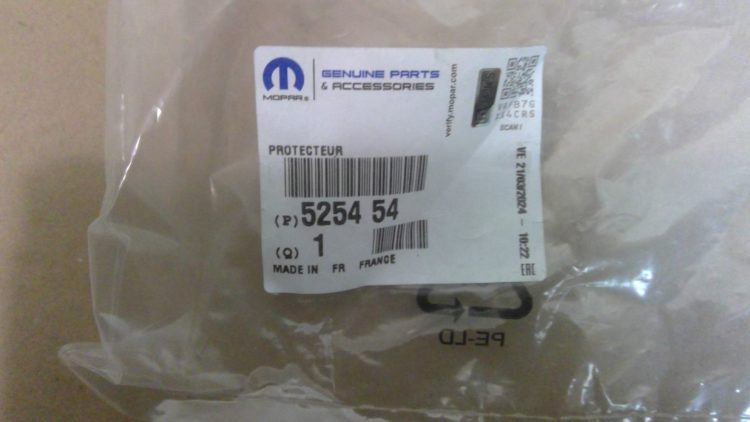 MOPAR®
GENUINE PARTS
& ACCESSORIES
verify.mopar.com
SCAN !
PROTECTEUR
(P) 5254 54
(Q) 1
MADE IN FR FRANCE
VE 21/03/2024 - 16:22
EAC
PE-LD